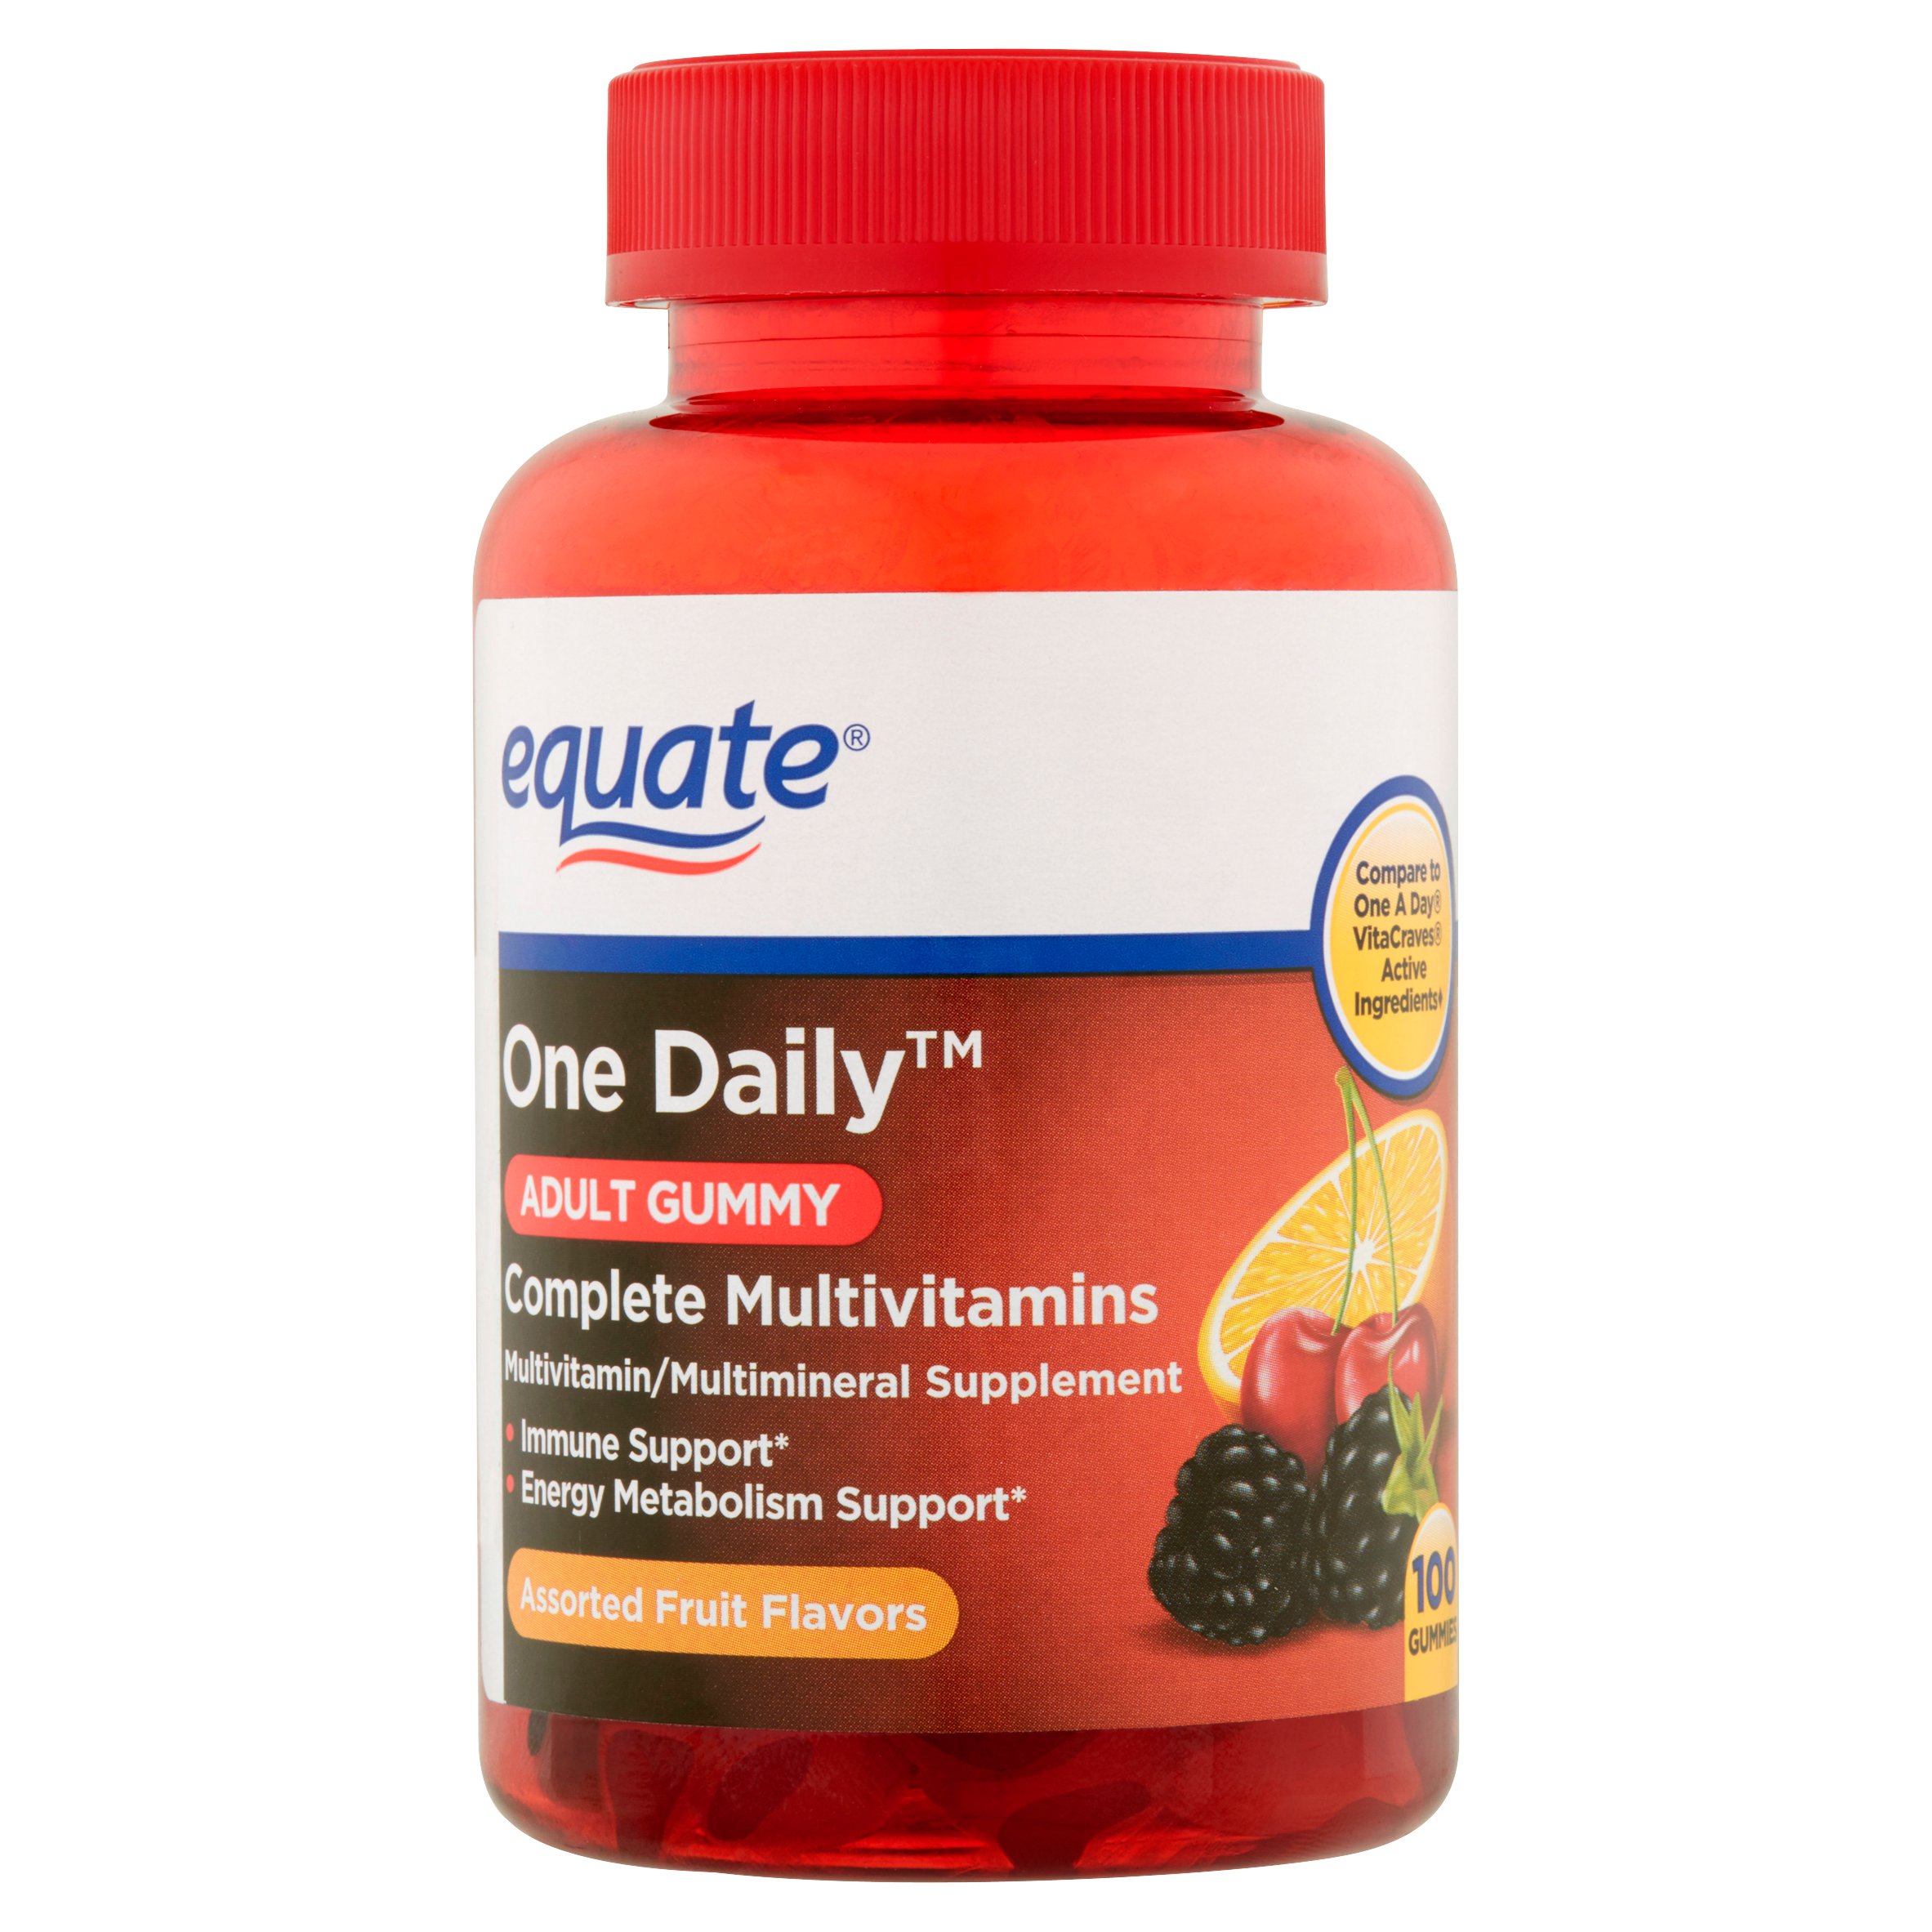 equate®
Compare to
One A Day®
VitaCraves®
Active
Ingredients♦
One Daily™
ADULT GUMMY
Complete Multivitamins
Multivitamin/Multimineral Supplement
• Immune Support*
• Energy Metabolism Support*
Assorted Fruit Flavors
100
GUMMIES